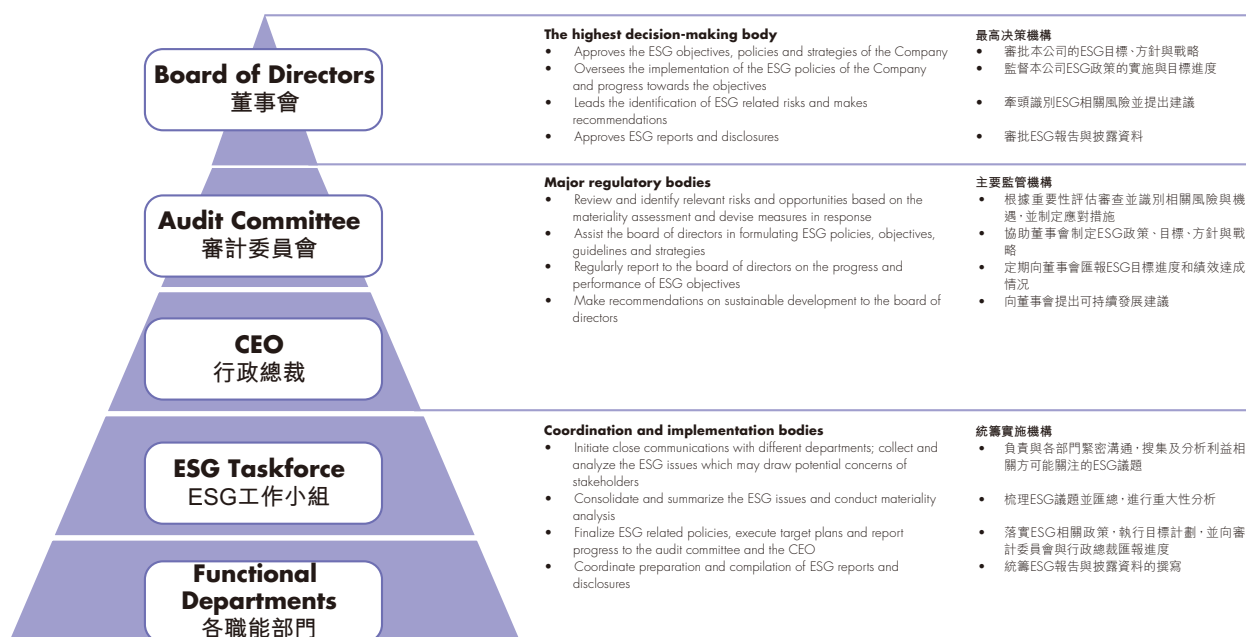 Board of Directors
董事會
The highest decision-making body
• Approves the ESG objectives, policies and strategies of the Company
• Oversees the implementation of the ESG policies of the Company
and progress towards the objectives
• Leads the identification of ESG related risks and makes
recommendations
• Approves ESG reports and disclosures
最高決策機構
• 審批本公司的ESG目標、方針與戰略
• 監督本公司ESG政策的實施與目標進度
• 牽頭識別ESG相關風險並提出建議
• 審批ESG報告與披露資料
Audit Committee
審計委員會
CEO
行政總裁
Major regulatory bodies
• Review and identify relevant risks and opportunities based on the
materiality assessment and devise measures in response
• Assist the board of directors in formulating ESG policies, objectives,
guidelines and strategies
• Regularly report to the board of directors on the progress and
performance of ESG objectives
• Make recommendations on sustainable development to the board of
directors
主要監管機構
• 根據重要性評估審查並識別相關風險與機
遇，並制定應對措施
• 協助董事會制定ESG政策、目標、方針與戰
略
• 定期向董事會匯報ESG目標進度和績效達成
情況
• 向董事會提出可持續發展建議
ESG Taskforce
ESG工作小組
Functional
Departments
各職能部門
Coordination and implementation bodies
• Initiate close communications with different departments; collect and
analyze the ESG issues which may draw potential concerns of
stakeholders
• Consolidate and summarize the ESG issues and conduct materiality
analysis
• Finalize ESG related policies, execute target plans and report
progress to the audit committee and the CEO
• Coordinate preparation and compilation of ESG reports and
disclosures
統籌實施機構
• 負責與各部門緊密溝通，搜集及分析利益相
關方可能關注的ESG議題
• 梳理ESG議題並匯總，進行重大性分析
• 落實ESG相關政策，執行目標計劃，並向審
計委員會與行政總裁匯報進度
• 統籌ESG報告與披露資料的撰寫